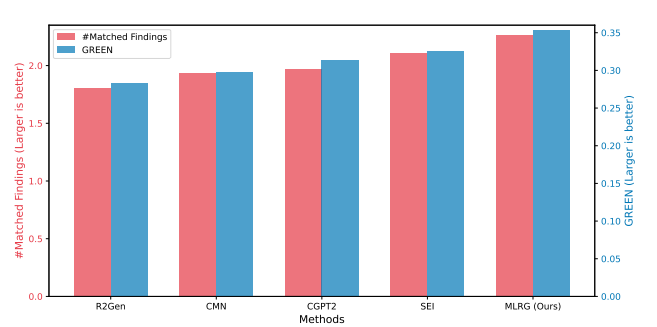 #Matched Findings
GREEN
#Matched Findings (Larger is better)
2.0
1.5
1.0
0.5
0.0
0.35
0.30
0.25
0.20
0.15
0.10
0.05
0.00
GREEN (Larger is better)
R2Gen
CMN
CGPT2
SEI
MLRG (Ours)
Methods